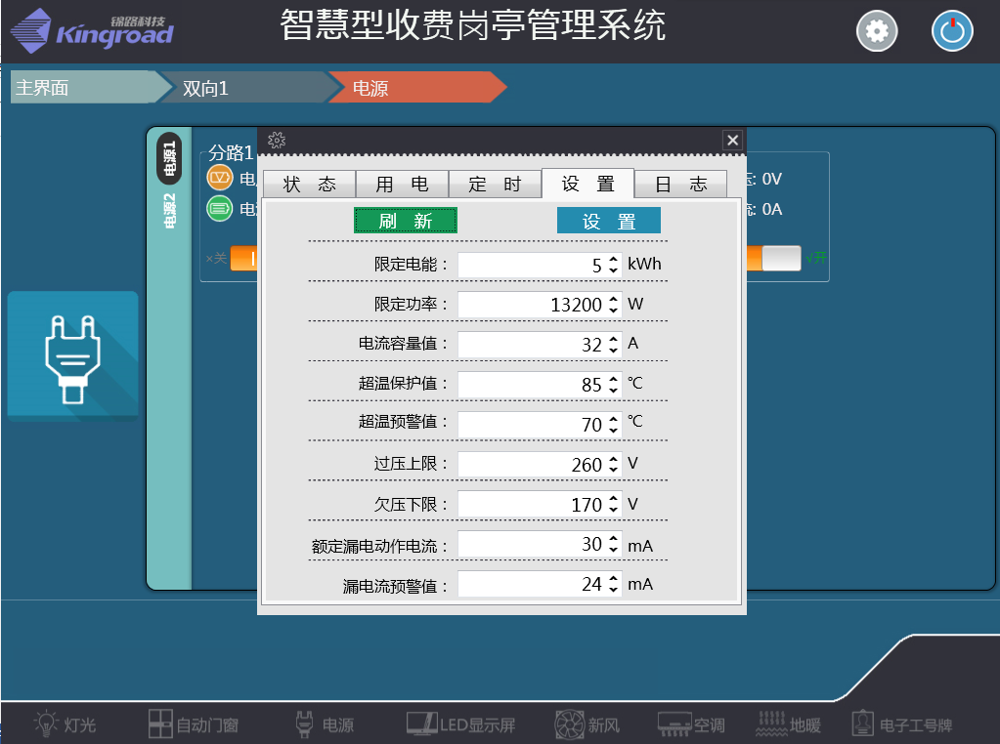 锦路科技
Kingroad
智慧型收费岗亭管理系统
主界面 双向1 电源
电源1
电源2
分路1
×关
: 0V
: 0A
√开
状 态 用 电 定 时 设 置 日 志
刷 新 设 置
限定电能: 5 kWh
限定功率: 13200 W
电流容量值: 32 A
超温保护值: 85 ℃
超温预警值: 70 ℃
过压上限: 260 V
欠压下限: 170 V
额定漏电动作电流: 30 mA
漏电流预警值: 24 mA
灯光 自动门窗 电源 LED显示屏 新风 空调 地暖 电子工号牌